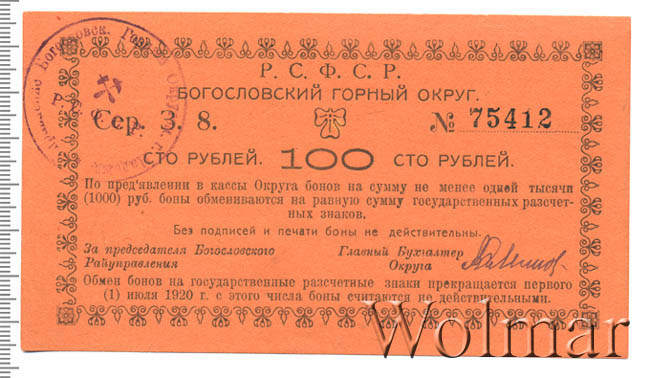 Р. С. Ф. С. Р.
БОГОСЛОВСКИЙ ГОРНЫЙ ОКРУГ.
Сер. З. 8. № 75412
СТО РУБЛЕЙ. 100 СТО РУБЛЕЙ.
По пред'явлении в кассы Округа бонов на сумму не менее одной тысячи
(1000) руб. боны обмениваются на равную сумму государственных разсчет-
ных знаков.
Без подписей и печати боны не действительны.
За председателя Богословского Главный Бухгалтер
Райуправления Округа
Обмен бонов на государственные разсчетные знаки прекращается первого
(1) июля 1920 г. с этого числа боны считаются не действительными.
Wolmar